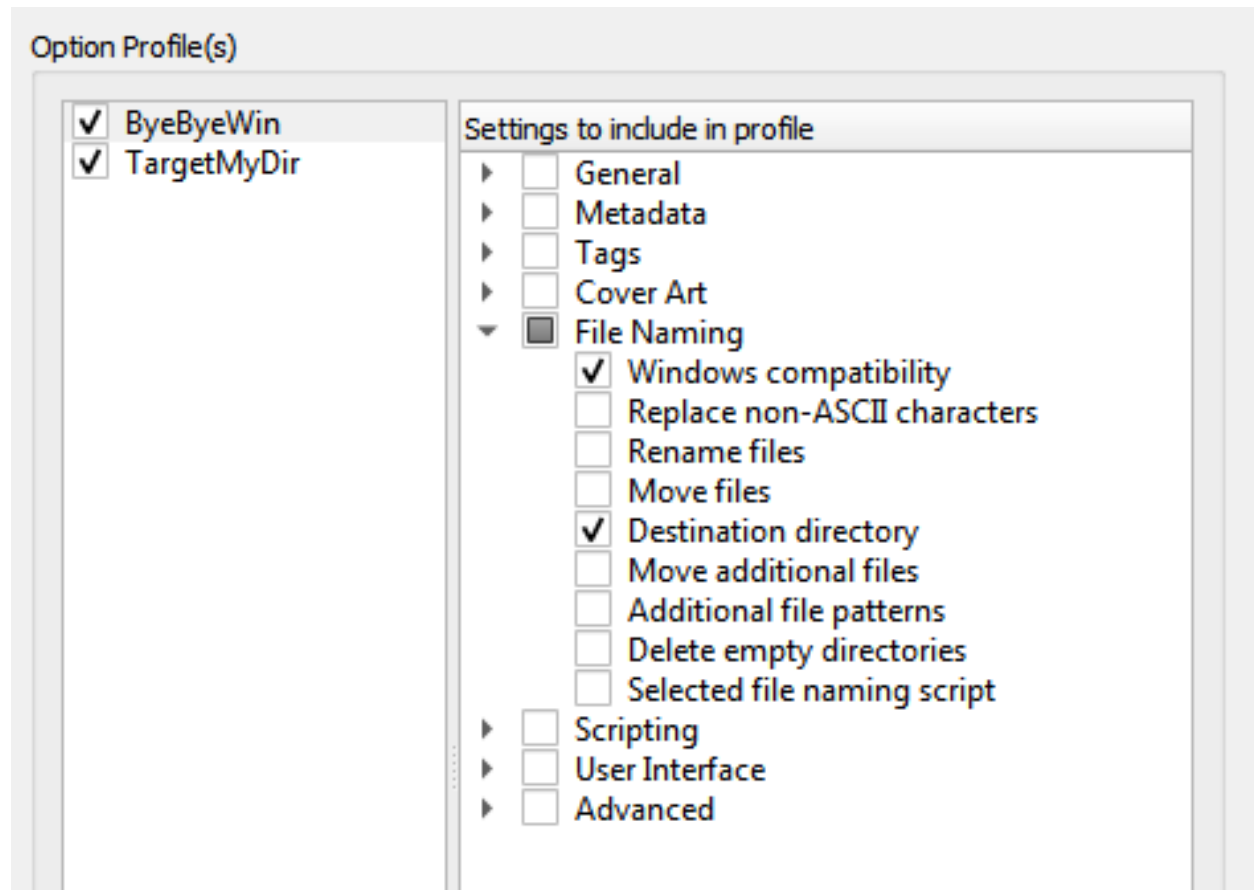 Option Profile(s)
ByeByeWin
TargetMyDir
Settings to include in profile
General
Metadata
Tags
Cover Art
File Naming
Windows compatibility
Replace non-ASCII characters
Rename files
Move files
Destination directory
Move additional files
Additional file patterns
Delete empty directories
Selected file naming script
Scripting
User Interface
Advanced